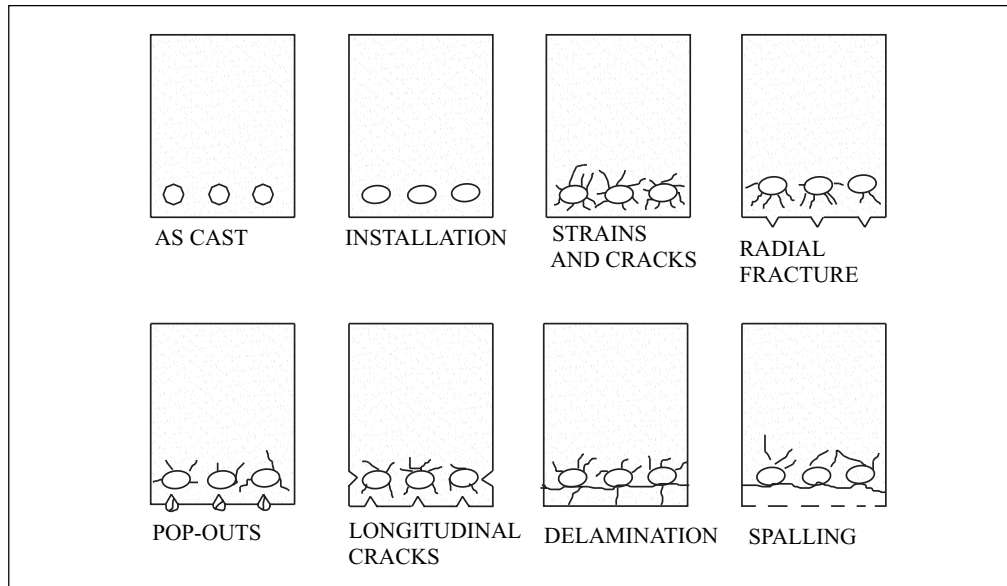 AS CAST
INSTALLATION
STRAINS
AND CRACKS
RADIAL
FRACTURE
POP-OUTS
LONGITUDINAL
CRACKS
DELAMINATION
SPALLING